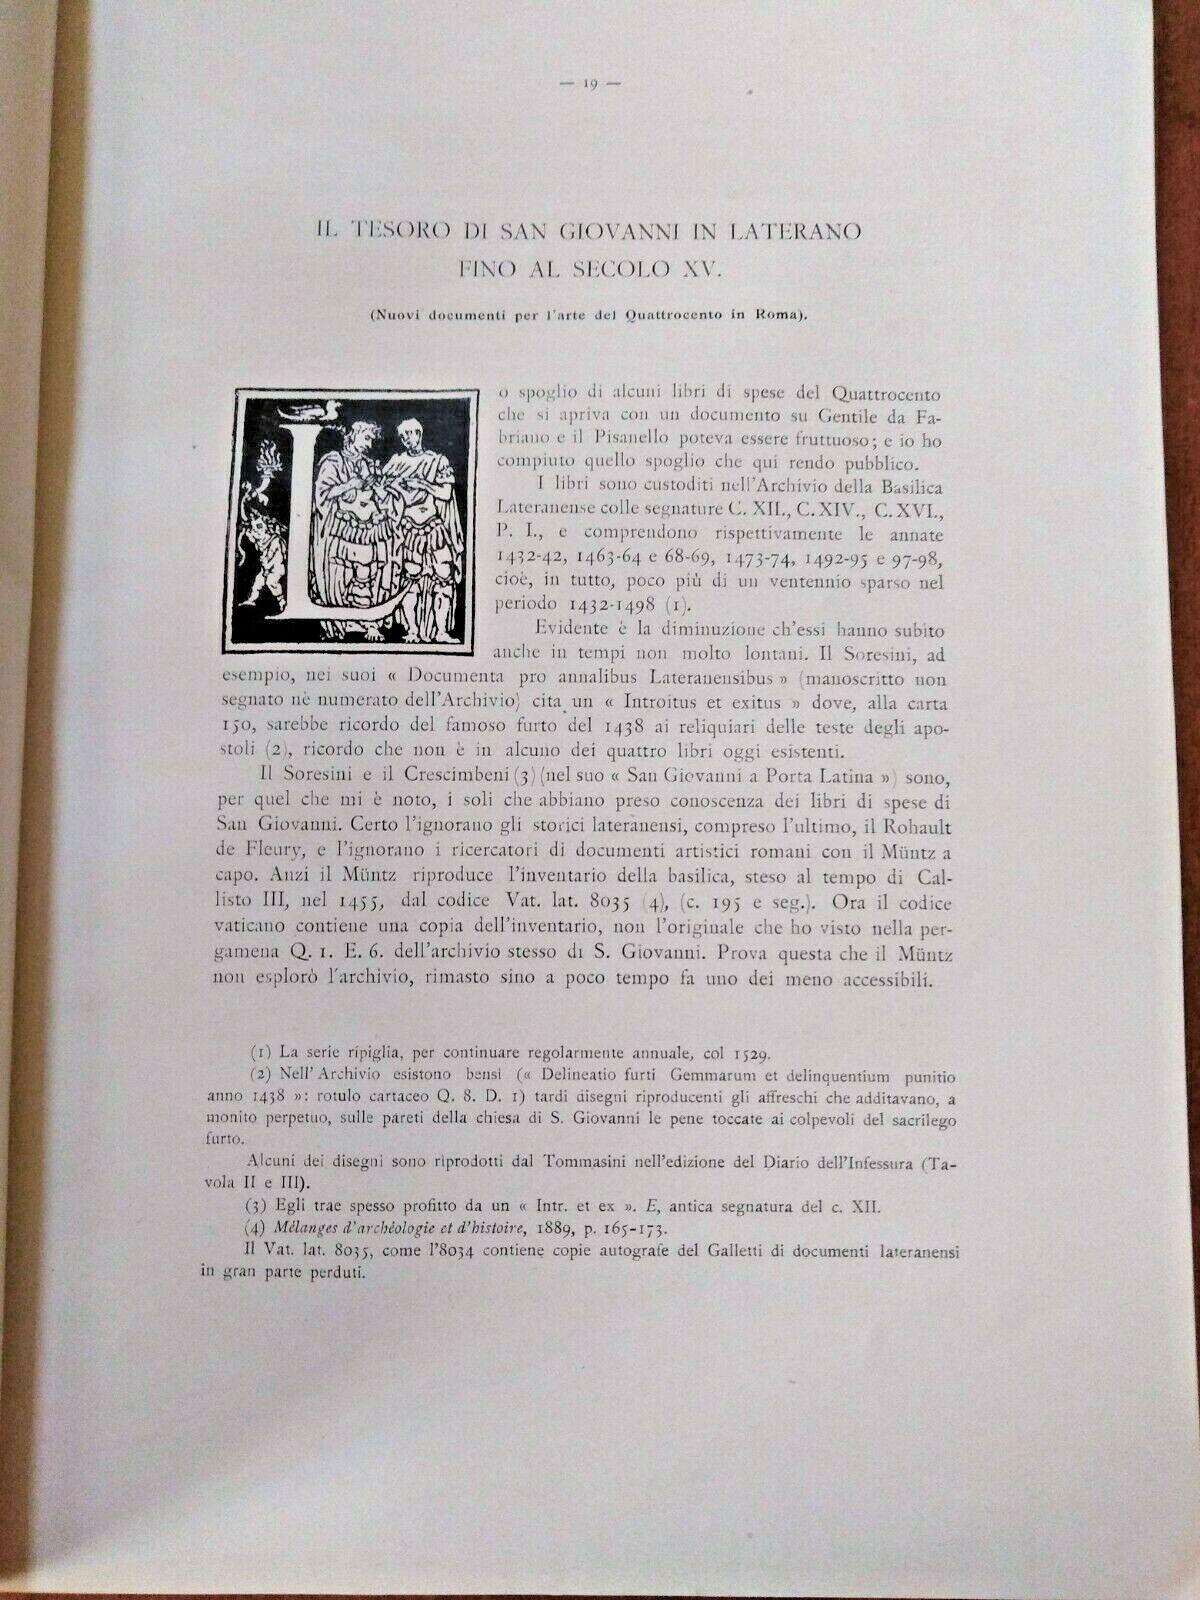 — 19 —
IL TESORO DI SAN GIOVANNI IN LATERANO
FINO AL SECOLO XV.
(Nuovi documenti per l'arte del Quattrocento in Roma).
Lo spoglio di alcuni libri di spese del Quattrocento
che si apriva con un documento su Gentile da Fa-
briano e il Pisanello poteva essere fruttuoso; e io ho
compiuto quello spoglio che qui rendo pubblico.
I libri sono custoditi nell'Archivio della Basilica
Lateranense colle segnature C. XII., C. XIV., C. XVI.,
P. I., e comprendono rispettivamente le annate
1432-42, 1463-64 e 68-69, 1473-74, 1492-95 e 97-98,
cioè, in tutto, poco più di un ventennio sparso nel
periodo 1432-1498 (1).
Evidente è la diminuzione ch'essi hanno subito
anche in tempi non molto lontani. Il Soresini, ad
esempio, nei suoi « Documenta pro annalibus Lateranensibus » (manoscritto non
segnato nè numerato dell'Archivio) cita un « Introitus et exitus » dove, alla carta
150, sarebbe ricordo del famoso furto del 1438 ai reliquiari delle teste degli apo-
stoli (2), ricordo che non è in alcuno dei quattro libri oggi esistenti.
Il Soresini e il Crescimbeni (3) (nel suo « San Giovanni a Porta Latina ») sono,
per quel che mi è noto, i soli che abbiano preso conoscenza dei libri di spese di
San Giovanni. Certo l'ignorano gli storici lateranensi, compreso l'ultimo, il Rohault
de Fleury, e l'ignorano i ricercatori di documenti artistici romani con il Müntz a
capo. Anzi il Müntz riproduce l'inventario della basilica, steso al tempo di Cal-
listo III, nel 1455, dal codice Vat. lat. 8035 (4), (c. 195 e seg.). Ora il codice
vaticano contiene una copia dell'inventario, non l'originale che ho visto nella per-
gamena Q. 1. E. 6. dell'archivio stesso di S. Giovanni. Prova questa che il Müntz
non esplorò l'archivio, rimasto sino a poco tempo fa uno dei meno accessibili.
(1) La serie ripiglia, per continuare regolarmente annuale, col 1529.
(2) Nell'Archivio esistono bensì (« Delineatio furti Gemmarum et delinquentium punitio
anno 1438 »: rotulo cartaceo Q. 8. D. 1) tardi disegni riproducenti gli affreschi che additavano, a
monito perpetuo, sulle pareti della chiesa di S. Giovanni le pene toccate ai colpevoli del sacrilego
furto.
Alcuni dei disegni sono riprodotti dal Tommasini nell'edizione del Diario dell'Infessura (Ta-
vola II e III).
(3) Egli trae spesso profitto da un « Intr. et ex ». E, antica segnatura del c. XII.
(4) Mélanges d'archéologie et d'histoire, 1889, p. 165-173.
Il Vat. lat. 8035, come l'8034 contiene copie autografe del Galletti di documenti lateranensi
in gran parte perduti.